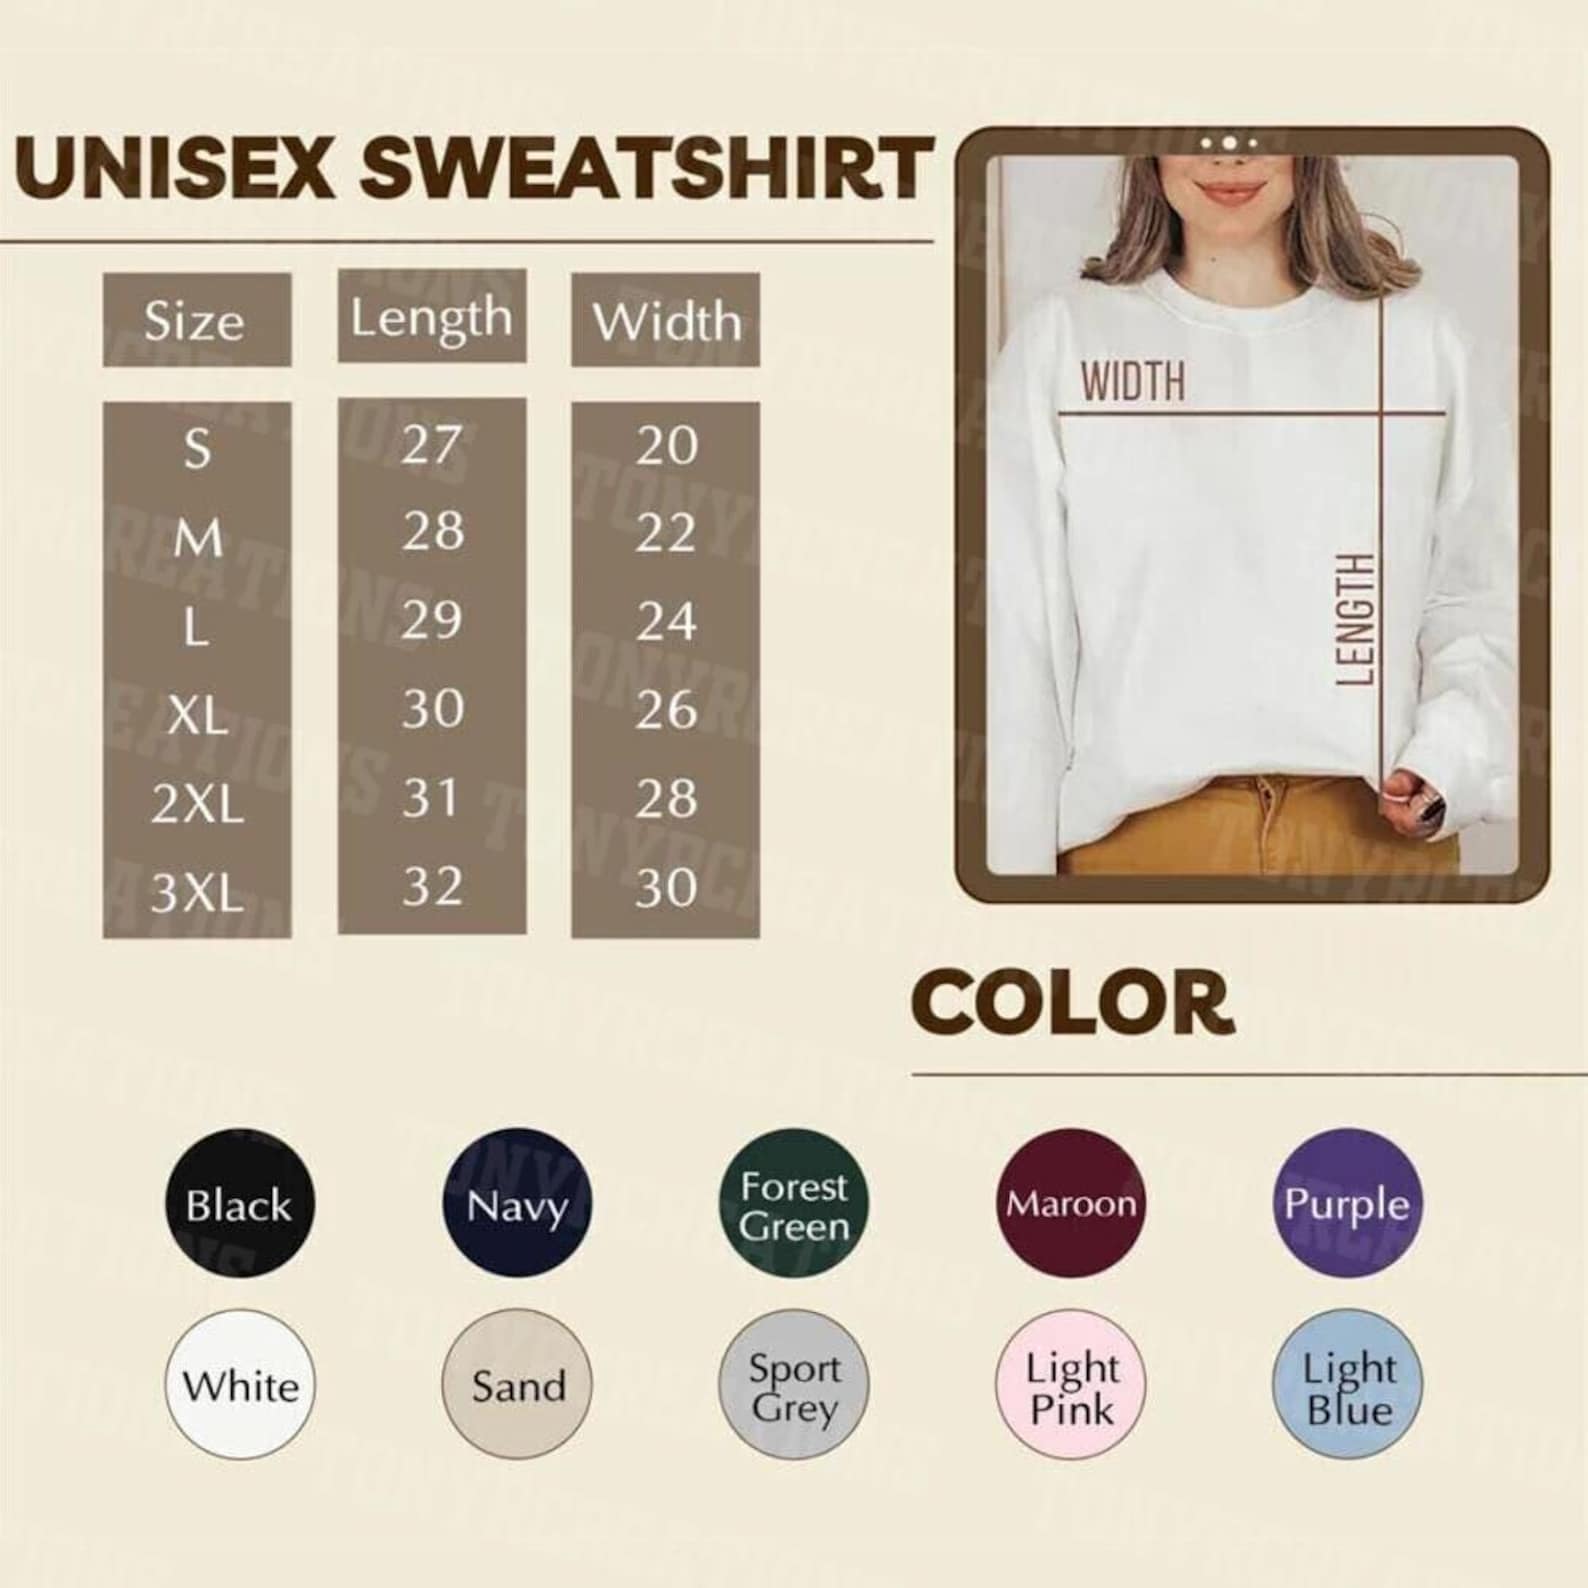 UNISEX SWEATSHIRT
Size Length Width
S 27 20
M 28 22
L 29 24
XL 30 26
2XL 31 28
3XL 32 30
WIDTH
LENGTH
COLOR
Black
Navy
Forest
Green
Maroon
Purple
White
Sand
Sport
Grey
Light
Pink
Light
Blue